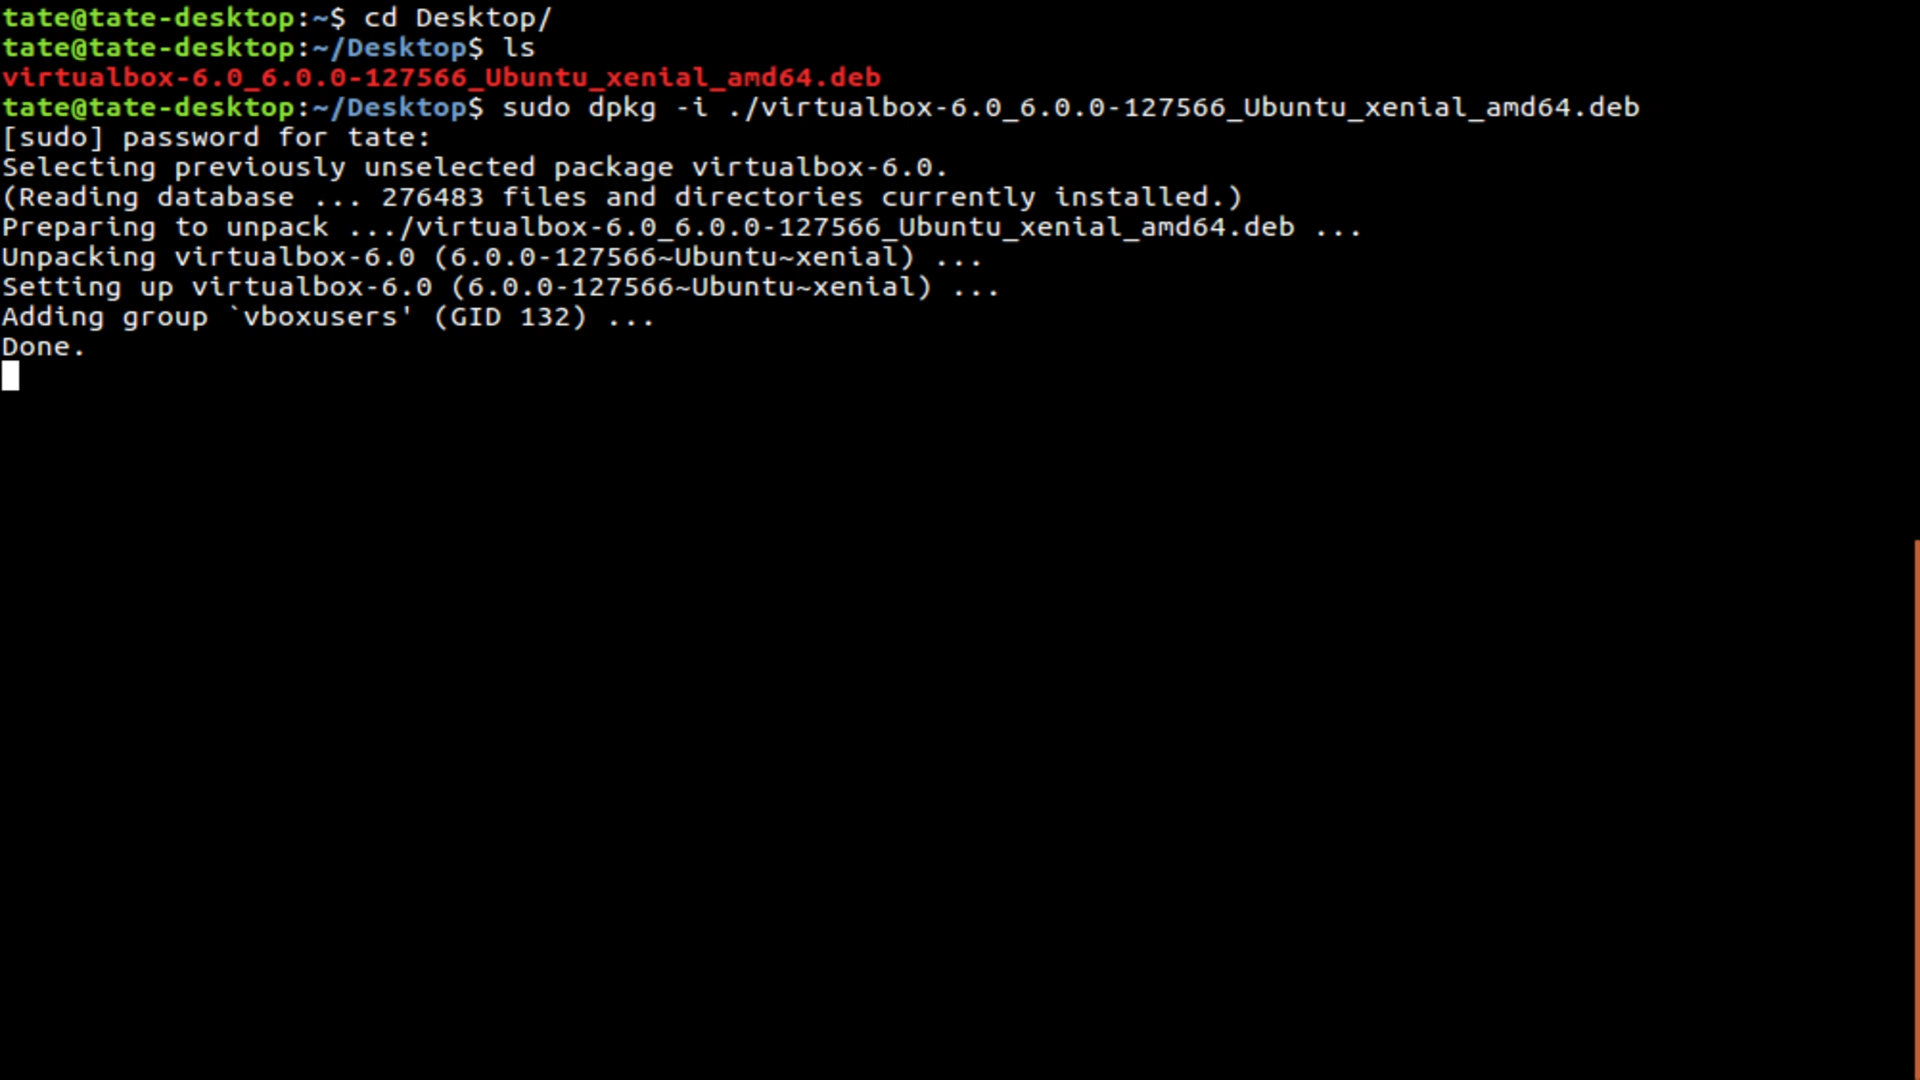 tate@tate-desktop:~$ cd Desktop/
tate@tate-desktop:~/Desktop$ ls
virtualbox-6.0_6.0.0-127566_Ubuntu_xenial_amd64.deb
tate@tate-desktop:~/Desktop$ sudo dpkg -i ./virtualbox-6.0_6.0.0-127566_Ubuntu_xenial_amd64.deb
[sudo] password for tate:
Selecting previously unselected package virtualbox-6.0.
(Reading database ... 276483 files and directories currently installed.)
Preparing to unpack .../virtualbox-6.0_6.0.0-127566_Ubuntu_xenial_amd64.deb ...
Unpacking virtualbox-6.0 (6.0.0-127566~Ubuntu~xenial) ...
Setting up virtualbox-6.0 (6.0.0-127566~Ubuntu~xenial) ...
Adding group `vboxusers' (GID 132) ...
Done.